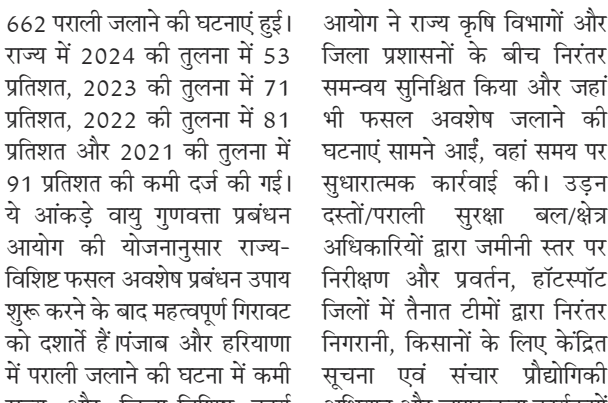 662 पराली जलाने की घटनाएं हुई।
राज्य में 2024 की तुलना में 53
प्रतिशत, 2023 की तुलना में 71
प्रतिशत, 2022 की तुलना में 81
प्रतिशत और 2021 की तुलना में
91 प्रतिशत की कमी दर्ज की गई।
ये आंकड़े वायु गुणवत्ता प्रबंधन
आयोग की योजनानुसार राज्य-
विशिष्ट फसल अवशेष प्रबंधन उपाय
शुरू करने के बाद महत्वपूर्ण गिरावट
को दशार्ते हैं।पंजाब और हरियाणा
में पराली जलाने की घटना में कमी
आयोग ने राज्य कृषि विभागों और
जिला प्रशासनों के बीच निरंतर
समन्वय सुनिश्चित किया और जहां
भी फसल अवशेष जलाने की
घटनाएं सामने आईं, वहां समय पर
सुधारात्मक कार्रवाई की। उड़न
दस्तों/पराली सुरक्षा बल/क्षेत्र
अधिकारियों द्वारा जमीनी स्तर पर
निरीक्षण और प्रवर्तन, हॉटस्पॉट
जिलों में तैनात टीमों द्वारा निरंतर
निगरानी, किसानों के लिए केंद्रित
सूचना एवं संचार प्रौद्योगिकी